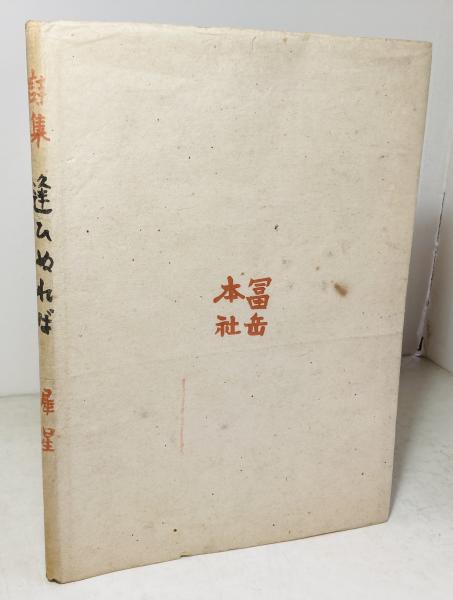 詩集 逢ひぬれば 犀星
冨岳
本社